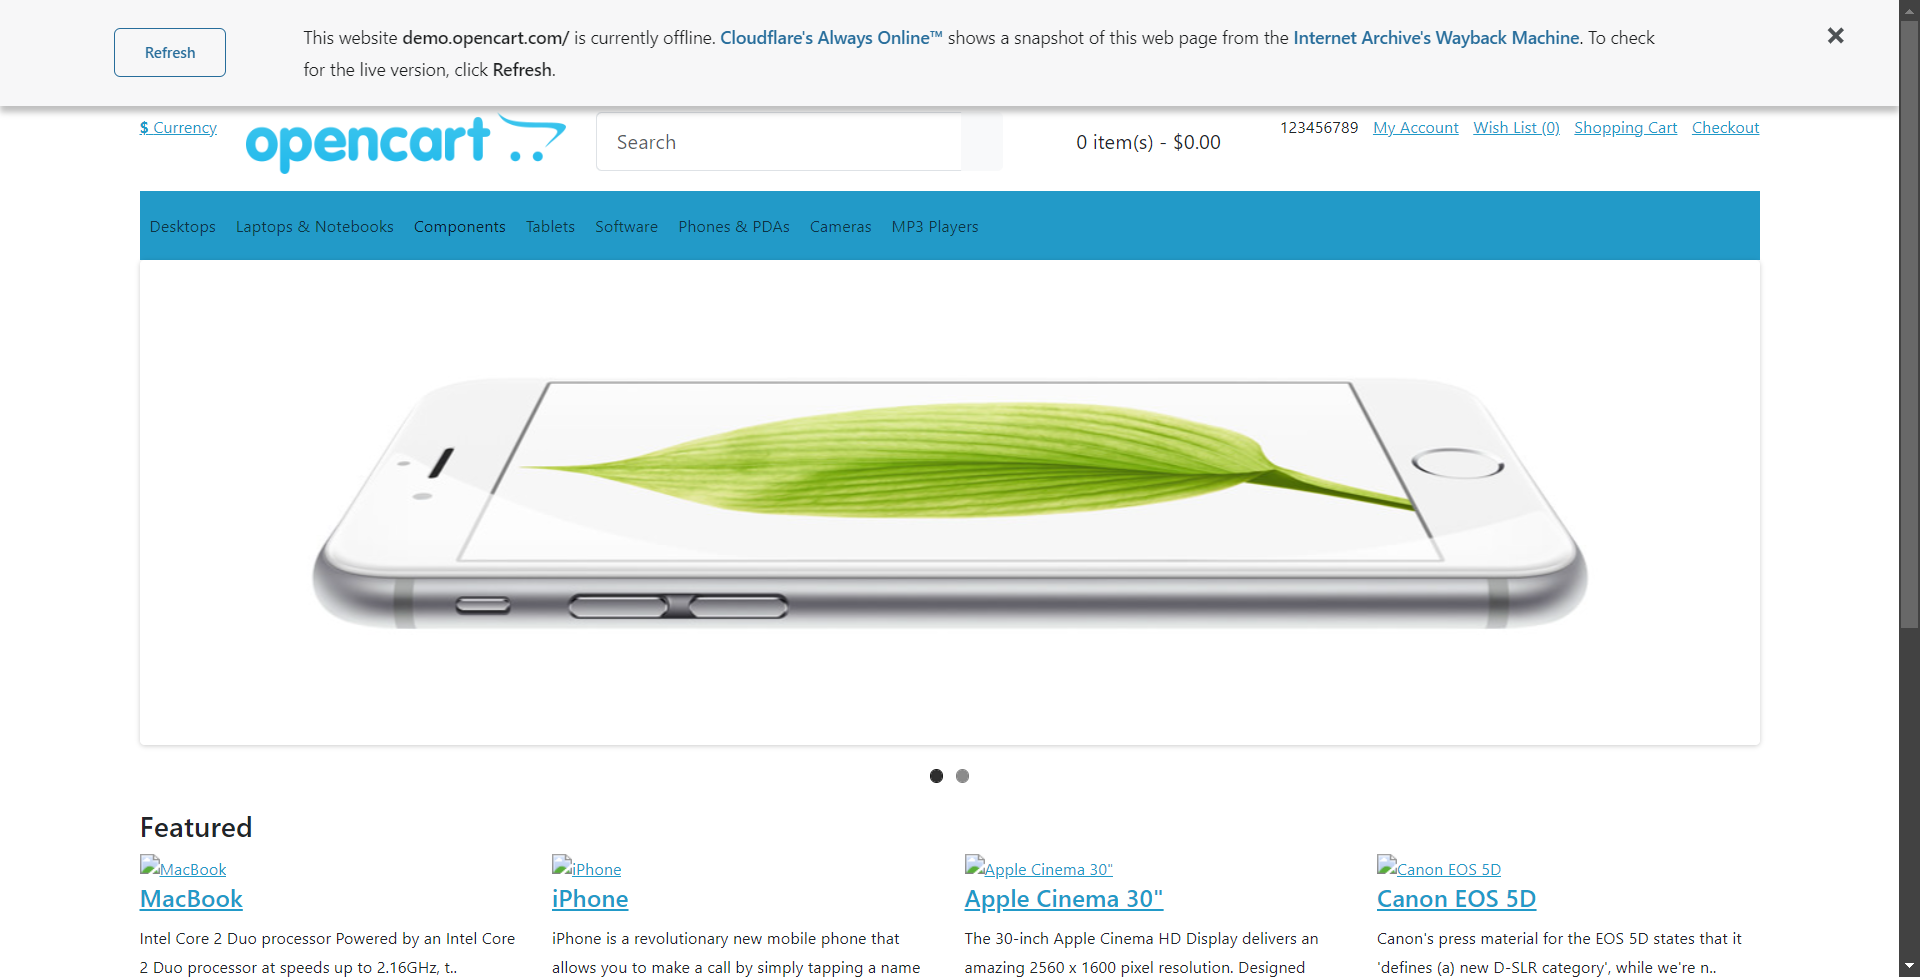 Refresh
This website demo.opencart.com/ is currently offline. Cloudflare's Always Online™ shows a snapshot of this web page from the Internet Archive's Wayback Machine. To check
for the live version, click Refresh.
$ Currency
opencart
Search
0 item(s) - $0.00
123456789 My Account Wish List (0) Shopping Cart Checkout
Desktops Laptops & Notebooks Components Tablets Software Phones & PDAs Cameras MP3 Players
Featured
MacBook
MacBook
Intel Core 2 Duo processor Powered by an Intel Core
2 Duo processor at speeds up to 2.16GHz, t..
iPhone
iPhone
iPhone is a revolutionary new mobile phone that
allows you to make a call by simply tapping a name
Apple Cinema 30"
Apple Cinema 30"
The 30-inch Apple Cinema HD Display delivers an
amazing 2560 x 1600 pixel resolution. Designed
Canon EOS 5D
Canon EOS 5D
Canon's press material for the EOS 5D states that it
'defines (a) new D-SLR category', while we're n..